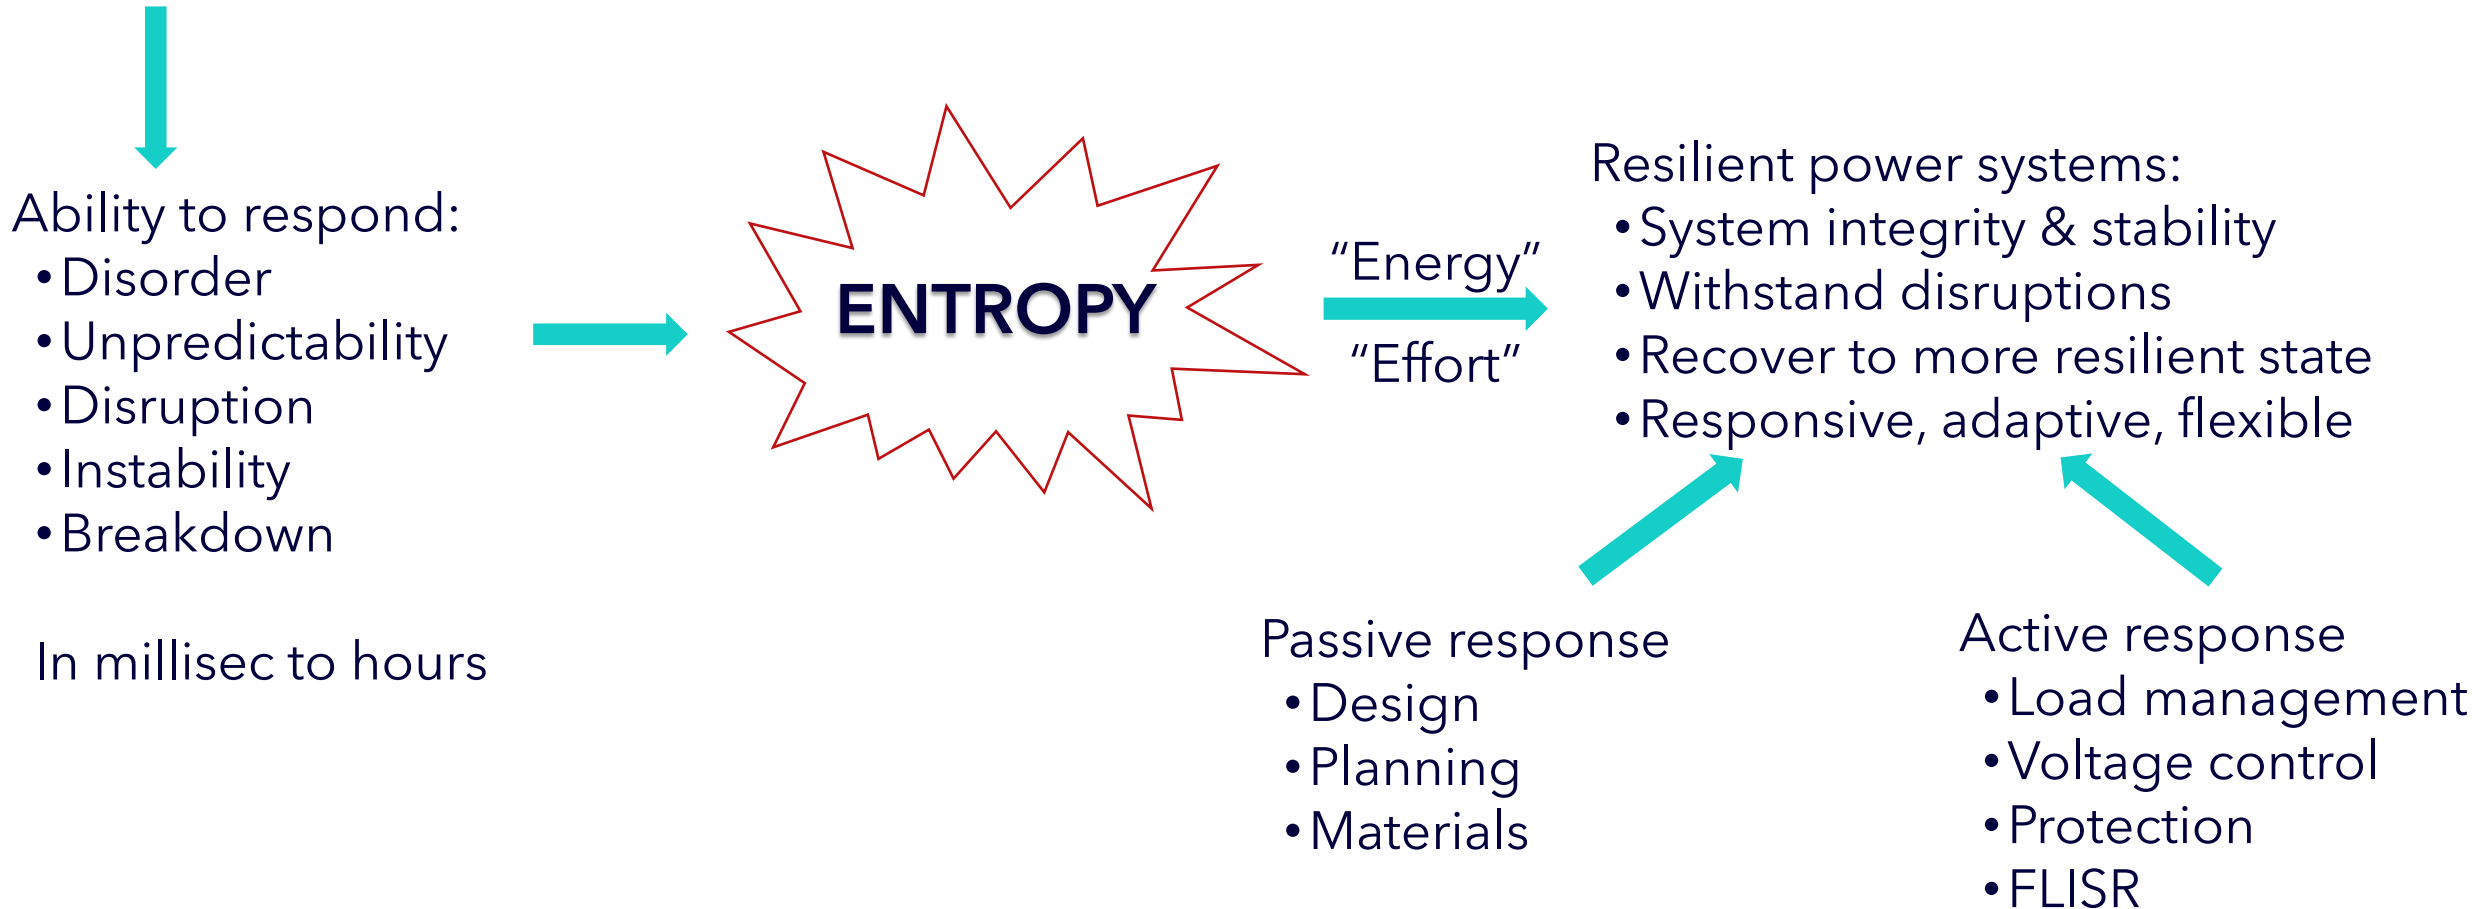 Ability to respond:
•Disorder
•Unpredictability
•Disruption
•Instability
•Breakdown
In millisec to hours
ENTROPY
“Energy”
“Effort”
Resilient power systems:
•System integrity & stability
•Withstand disruptions
•Recover to more resilient state
•Responsive, adaptive, flexible
Passive response
•Design
•Planning
•Materials
Active response
•Load management
•Voltage control
•Protection
•FLISR